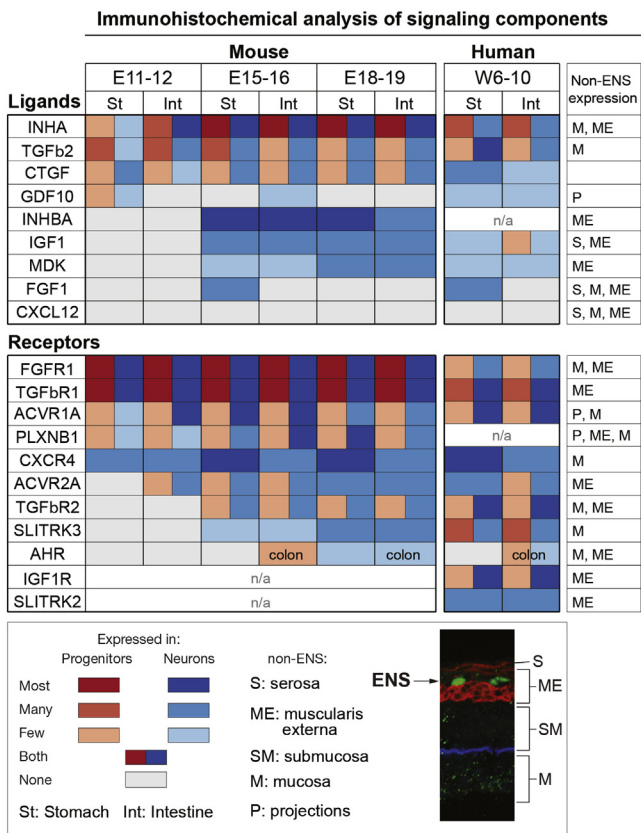 Immunohistochemical analysis of signaling components
Mouse Human
E11-12 E15-16 E18-19 W6-10 Non-ENS expression
Ligands St Int St Int St Int St Int
INHA M, ME
TGFb2 M
CTGF
GDF10 P
INHBA n/a ME
IGF1 S, ME
MDK ME
FGF1 S, M, ME
CXCL12 S, M, ME
Receptors
FGFR1 M, ME
TGFbR1 ME
ACVR1A P, M
PLXNB1 n/a P, ME, M
CXCR4 M
ACVR2A ME
TGFbR2 M, ME
SLITRK3 M
AHR colon colon colon M, ME
IGF1R n/a ME
SLITRK2 n/a ME
Expressed in:
Progenitors Neurons non-ENS:
Most S: serosa
Many ME: muscularis externa
Few
Both SM: submucosa
None M: mucosa
St: Stomach Int: Intestine P: projections
ENS
S
ME
SM
M